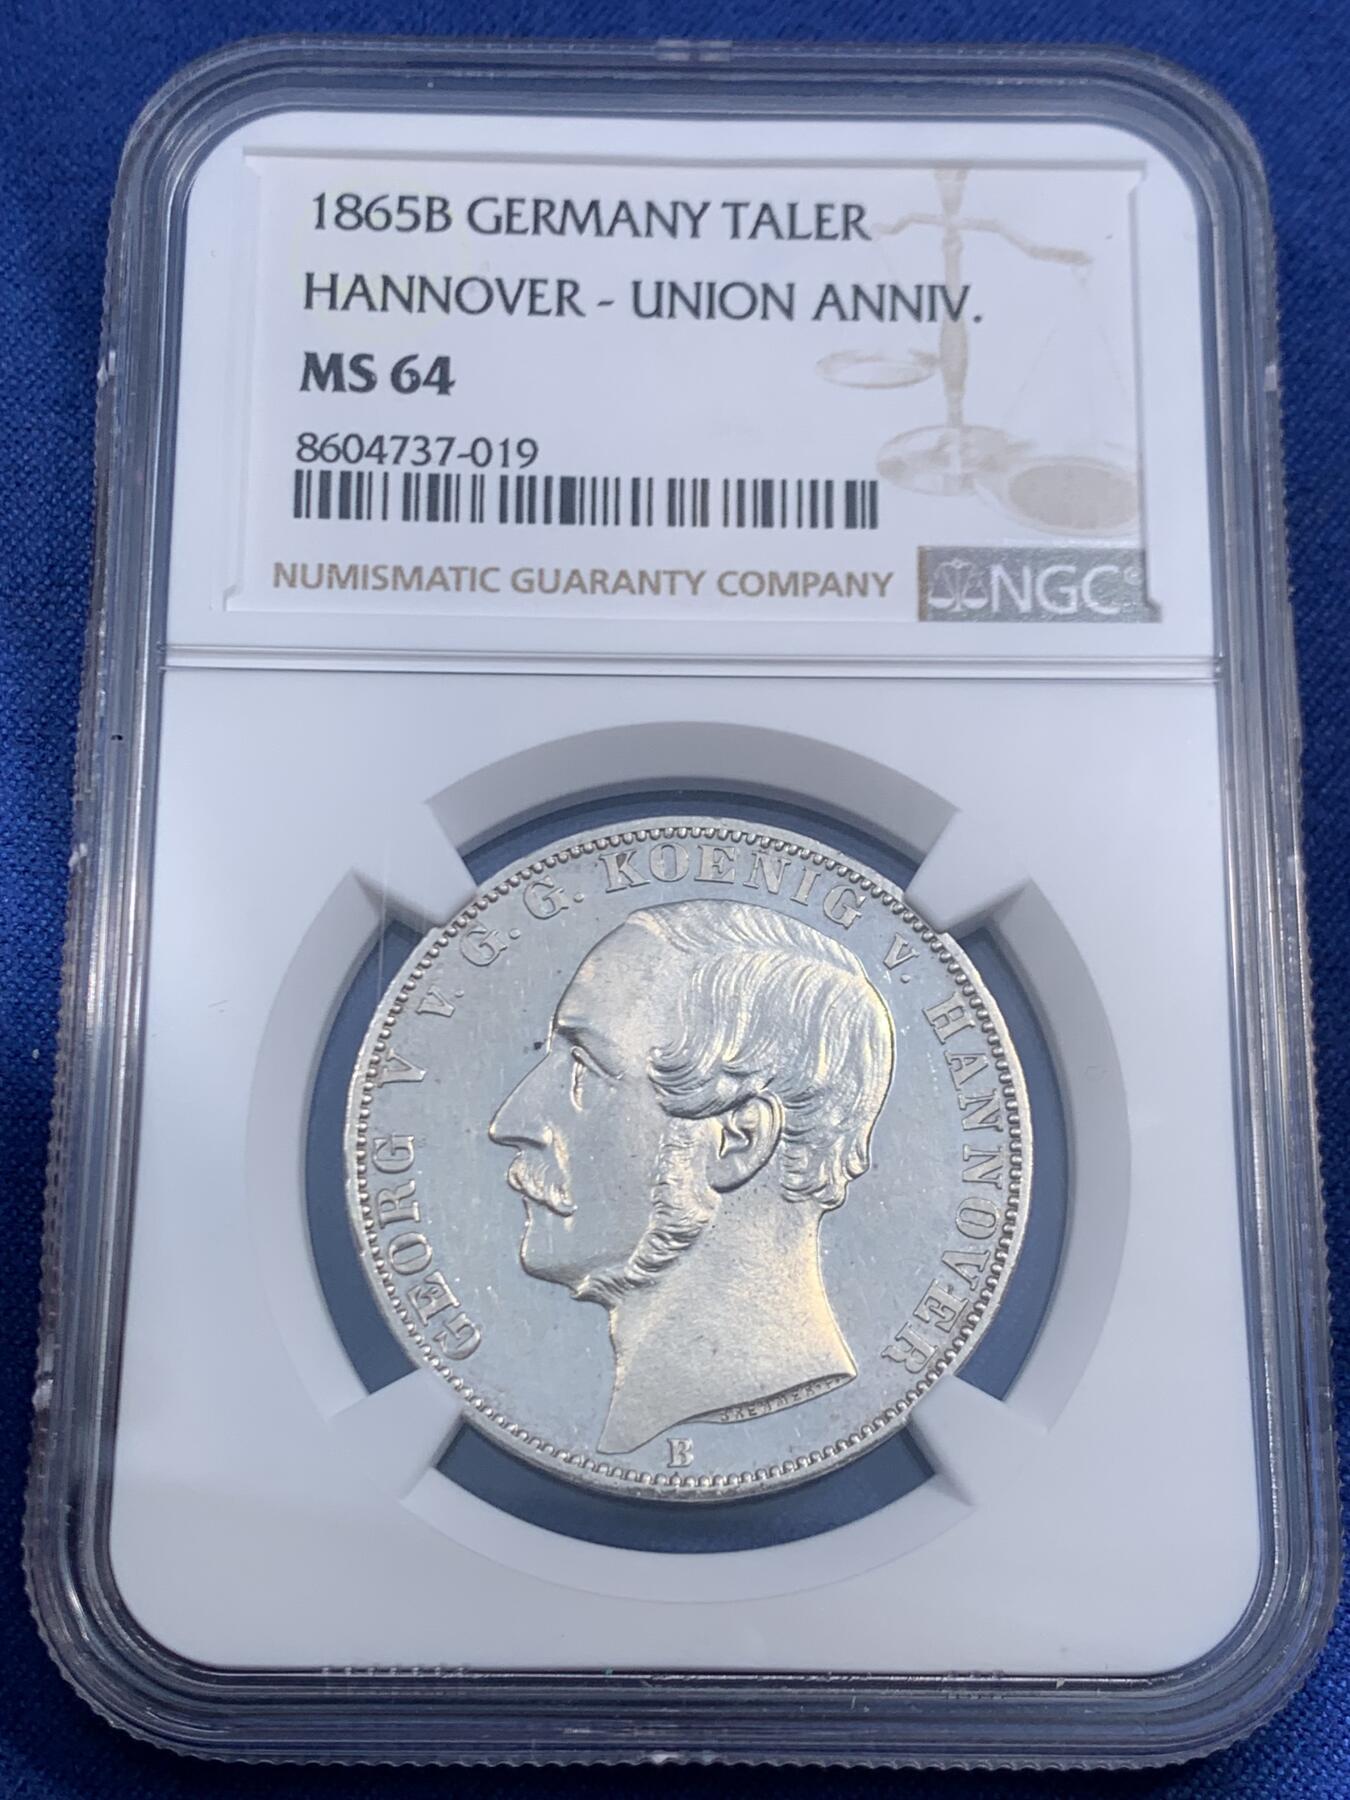 1865B GERMANY TALER
HANNOVER - UNION ANNIV.
MS 64
8604737-019
NUMISMATIC GUARANTY COMPANY
NGC
GEORG V v. G. G. KOENIG v. HANNOVER
B